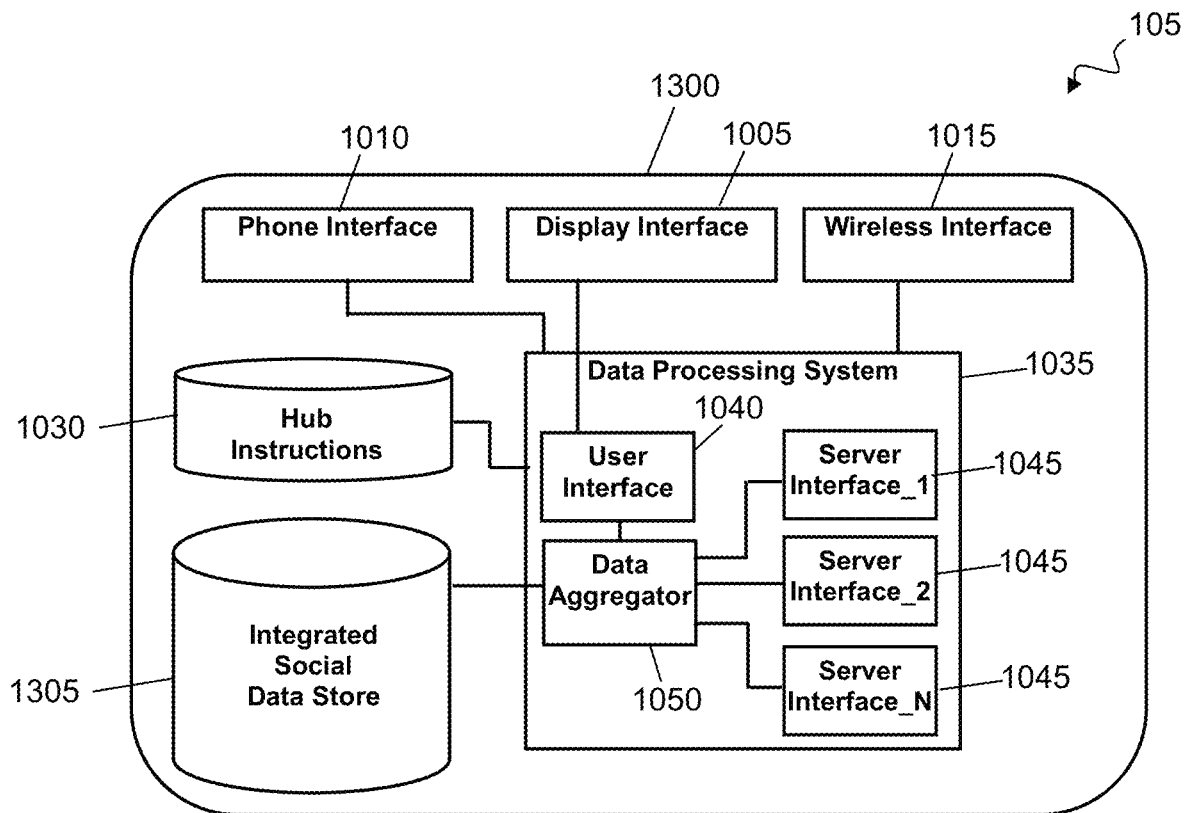 105
1300
1010
1005
1015
Phone Interface
Display Interface
Wireless Interface
Data Processing System
1035
1030
Hub
Instructions
1040
User
Interface
Server
Interface_1
1045
Data
Aggregator
1050
Server
Interface_2
1045
Integrated
Social
Data Store
1305
Server
Interface_N
1045